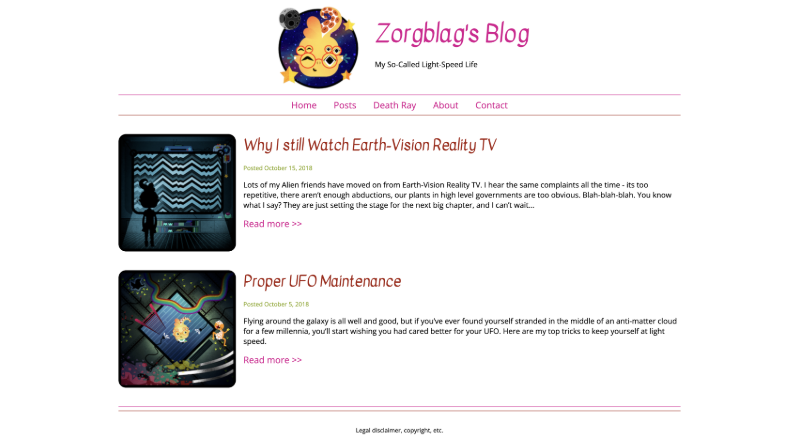 Zorgblag's Blog
My So-Called Light-Speed Life
Home Posts Death Ray About Contact
Why I still Watch Earth-Vision Reality TV
Posted October 15, 2018
Lots of my Alien friends have moved on from Earth-Vision Reality TV. I hear the same complaints all the time - its too
repetitive, there aren't enough abductions, our plants in high level governments are too obvious. Blah-blah-blah. You know
what I say? They are just setting the stage for the next big chapter, and I can't wait...
Read more >>
Proper UFO Maintenance
Posted October 5, 2018
Flying around the galaxy is all well and good, but if you've ever found yourself stranded in the middle of an anti-matter cloud
for a few millennia, you'll start wishing you had cared better for your UFO. Here are my top tricks to keep yourself at light
speed.
Read more >>
Legal disclaimer, copyright, etc.